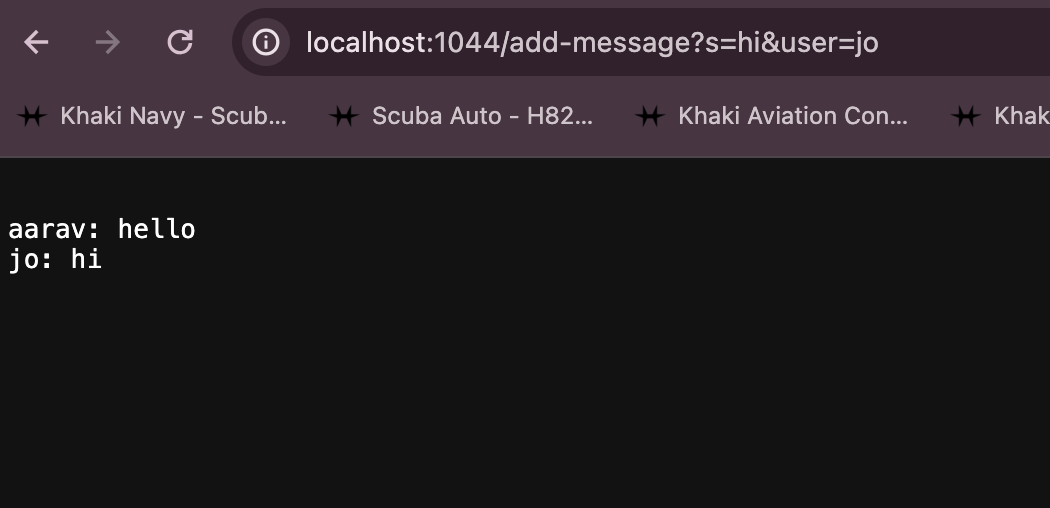 localhost:1044/add-message?s=hi&user=jo
Khaki Navy - Scub... Scuba Auto - H82... Khaki Aviation Con... Khak
aarav: hello
jo: hi